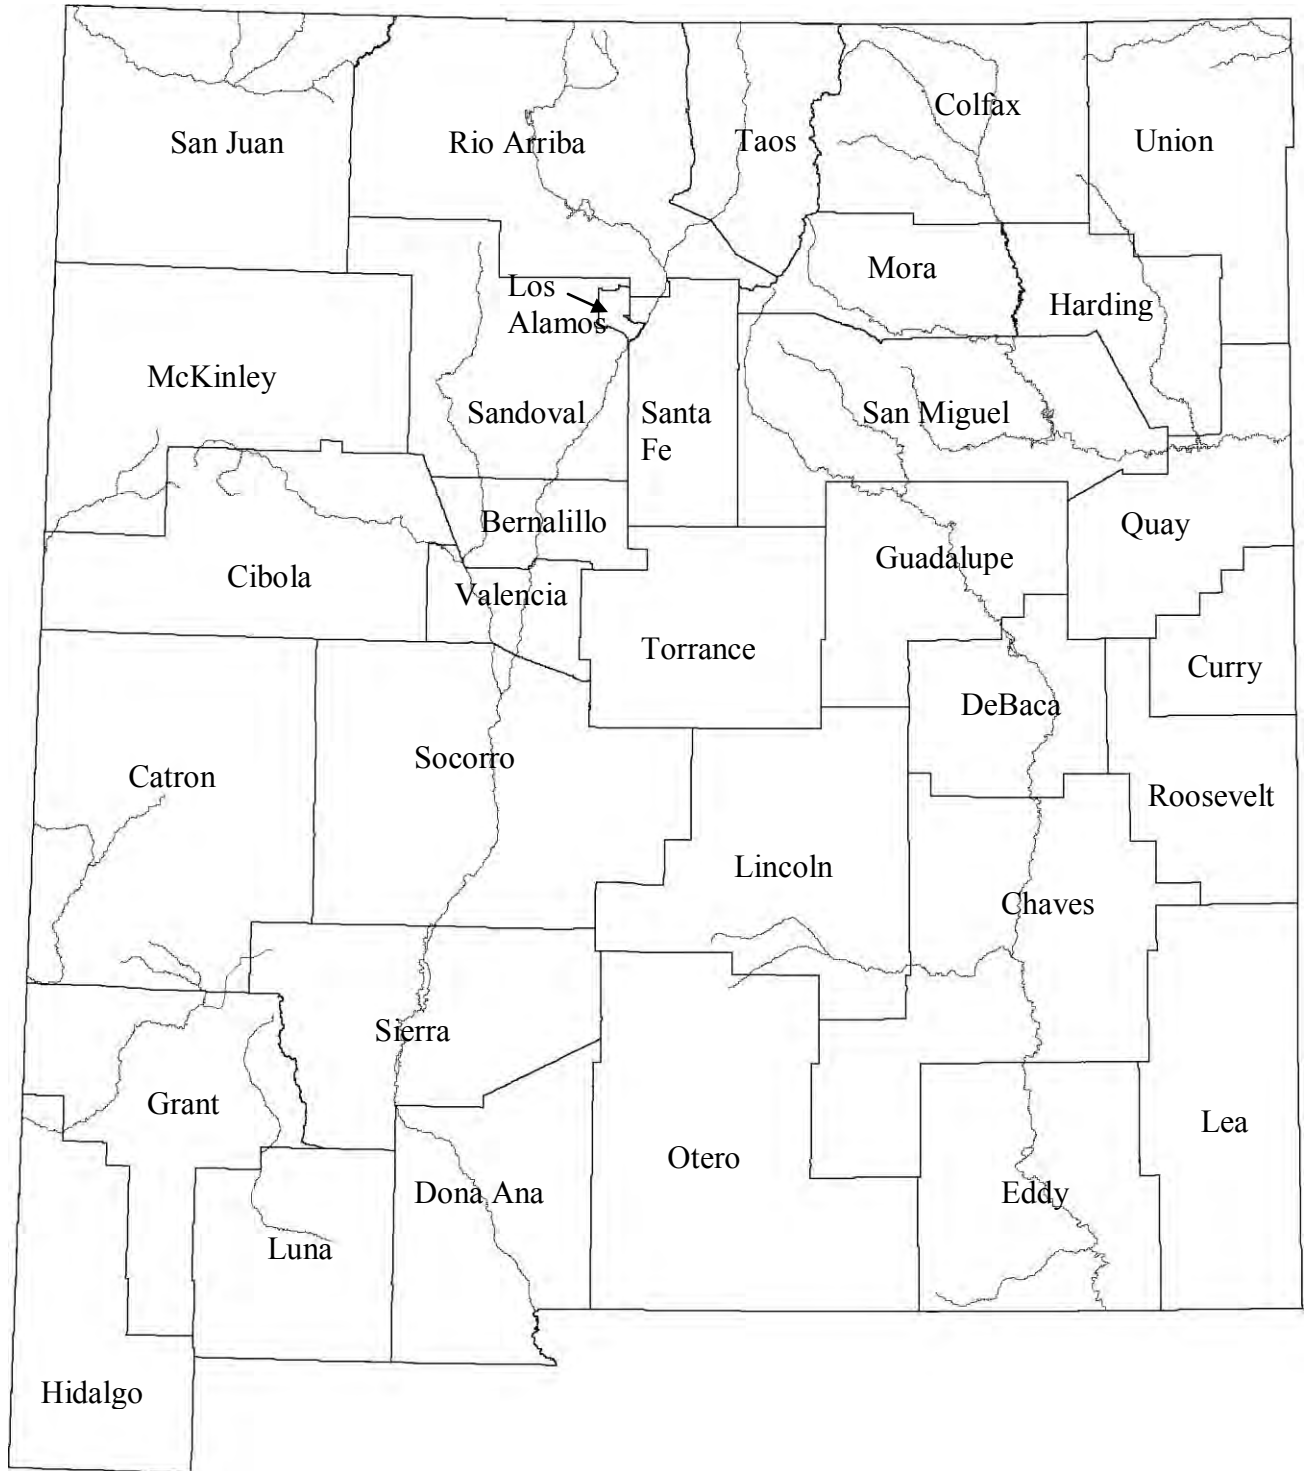 Colfax
San Juan
Rio Arriba
Taos
Union
Mora
Los
Alamos
Harding
McKinley
Sandoval
Santa
Fe
San Miguel
Bernalillo
Quay
Guadalupe
Cibola
Valencia
Torrance
Curry
DeBaca
Socorro
Catron
Roosevelt
Lincoln
Chaves
Sierra
Grant
Lea
Otero
Dona Ana
Eddy
Luna
Hidalgo